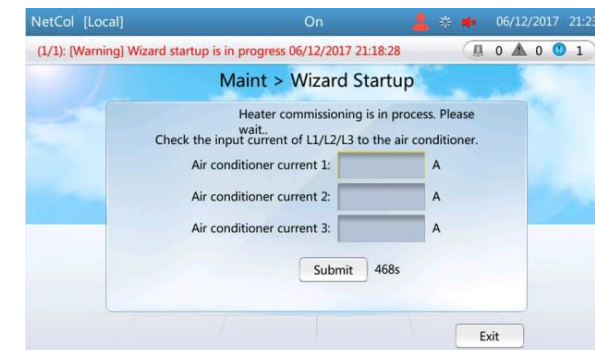 NetCol [Local] On 06/12/2017 21:23
(1/1): [Warning] Wizard startup is in progress 06/12/2017 21:18:28 0 0 1
Maint > Wizard Startup
Heater commissioning is in process. Please
wait..
Check the input current of L1/L2/L3 to the air conditioner.
Air conditioner current 1: A
Air conditioner current 2: A
Air conditioner current 3: A
Submit 468s
Exit